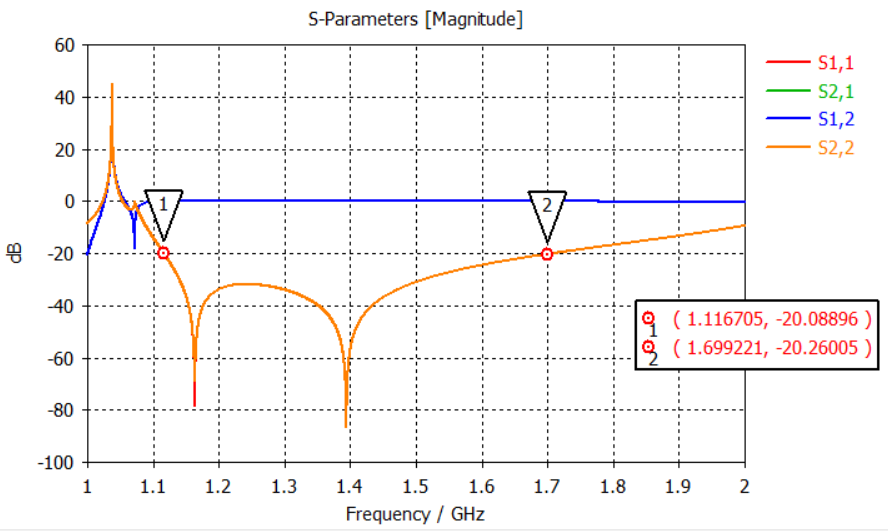 S-Parameters [Magnitude]
60
40
20
0
-20
-40
-60
-80
-100
dB
1
2
S1,1
S2,1
S1,2
S2,2
1 ( 1.116705, -20.08896 )
2 ( 1.699221, -20.26005 )
1 1.1 1.2 1.3 1.4 1.5 1.6 1.7 1.8 1.9 2
Frequency / GHz